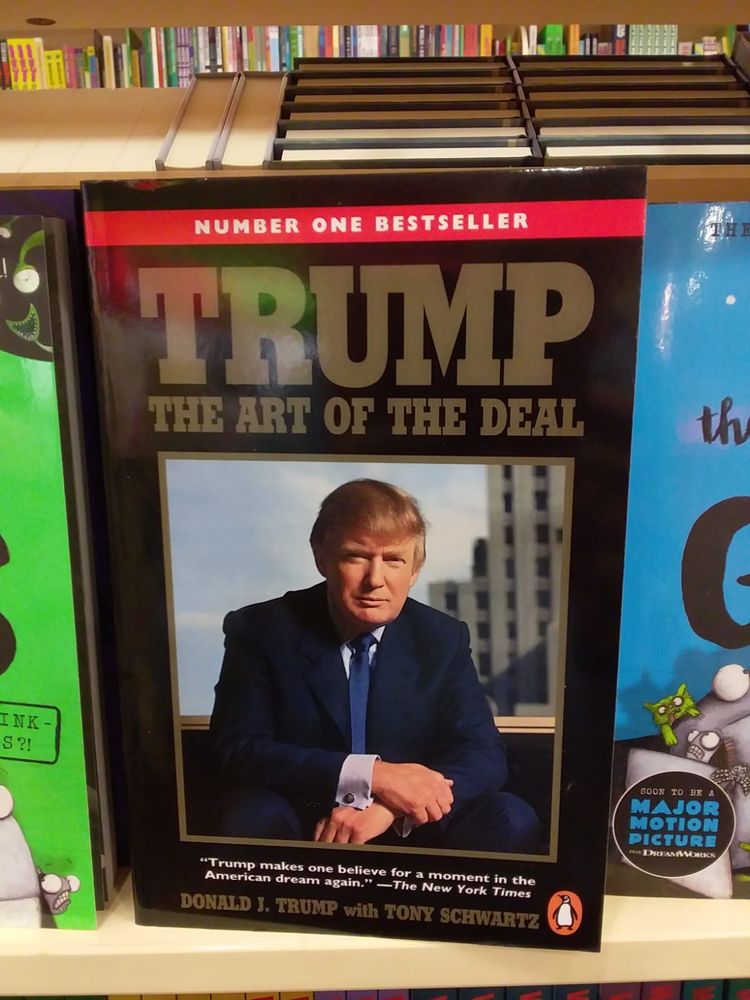 NUMBER ONE BESTSELLER
TRUMP
THE ART OF THE DEAL
"Trump makes one believe for a moment in the
American dream again." —The New York Times
DONALD J. TRUMP with TONY SCHWARTZ
INK-
S?!
the
SOON TO BE A
MAJOR
MOTION
PICTURE
DREAMWORKS